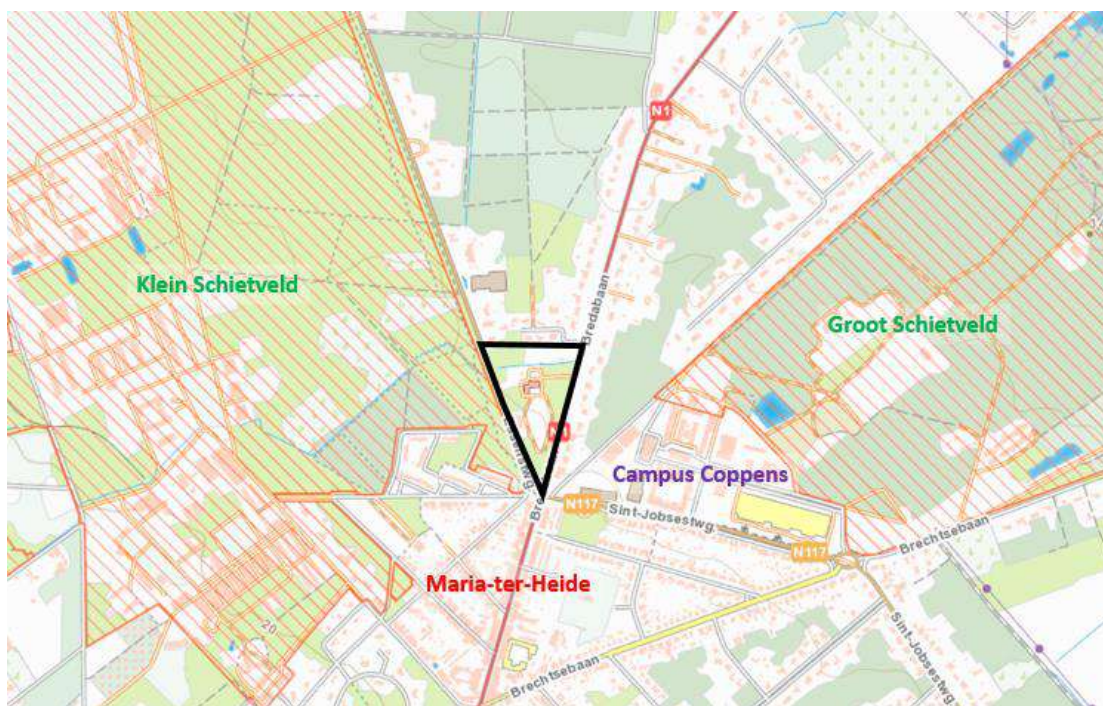 N1
Bredabaan
Klein Schietveld
Groot Schietveld
Campus Coppens
N117
Sint-Jobsestwg.
N117
Brechtsebaan
Maria-ter-Heide
20
Sint-Jobsestwg.
Brechtsebaan